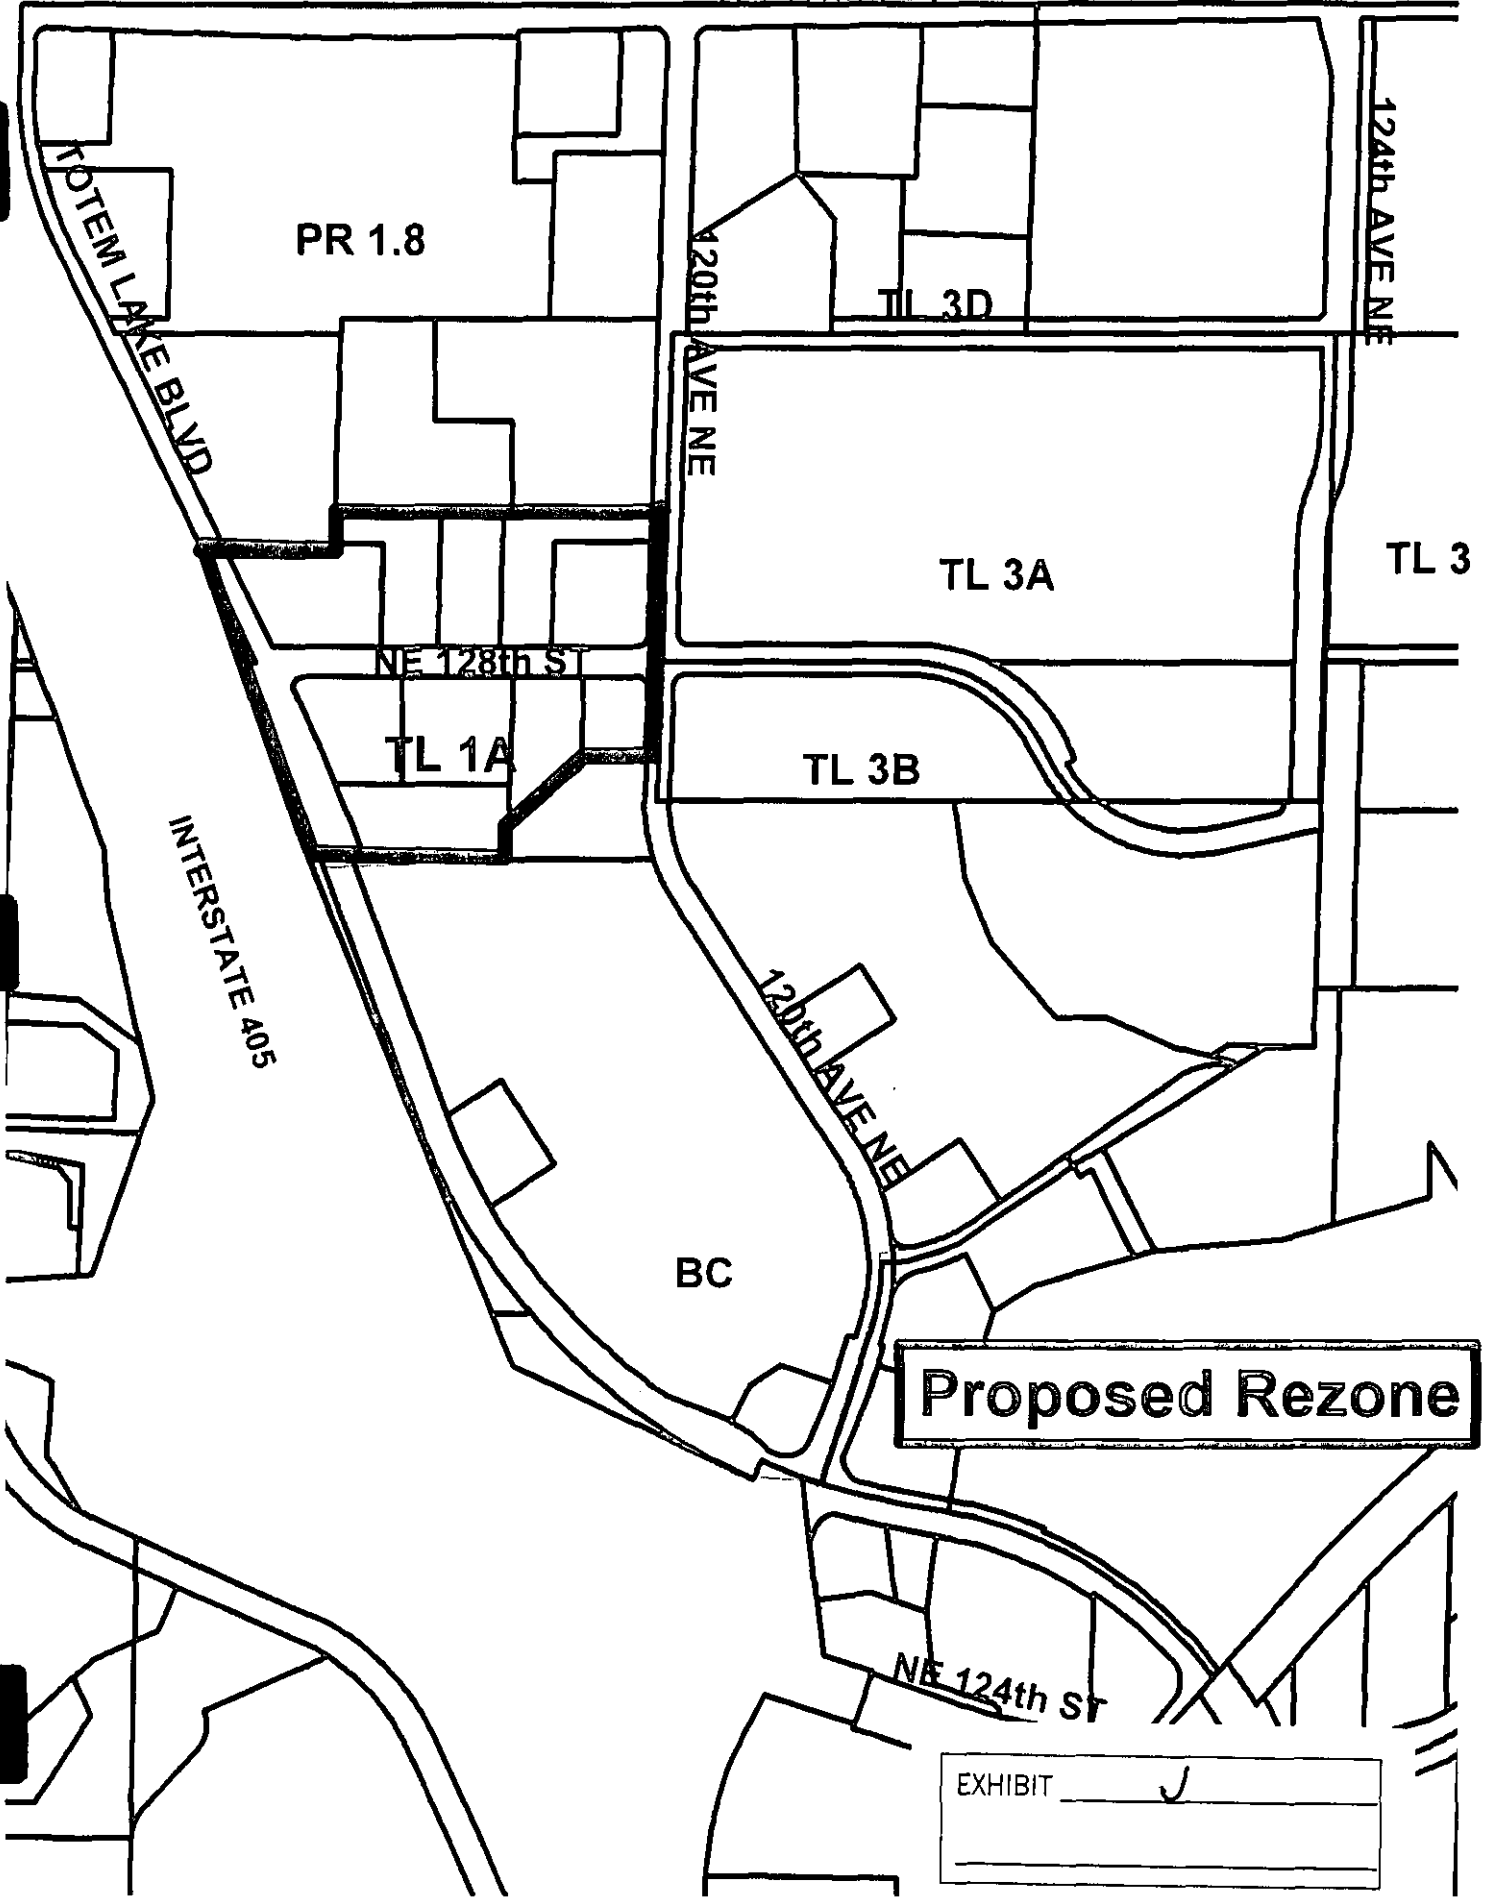 124th AVE NE
TOTEM LAKE BLVD
PR 1.8
120th AVE NE
TL 3D
TL 3A
TL 3
NE 128th ST
TL 1A
TL 3B
INTERSTATE 405
120th AVE NE
BC
Proposed Rezone
NE 124th ST
EXHIBIT J